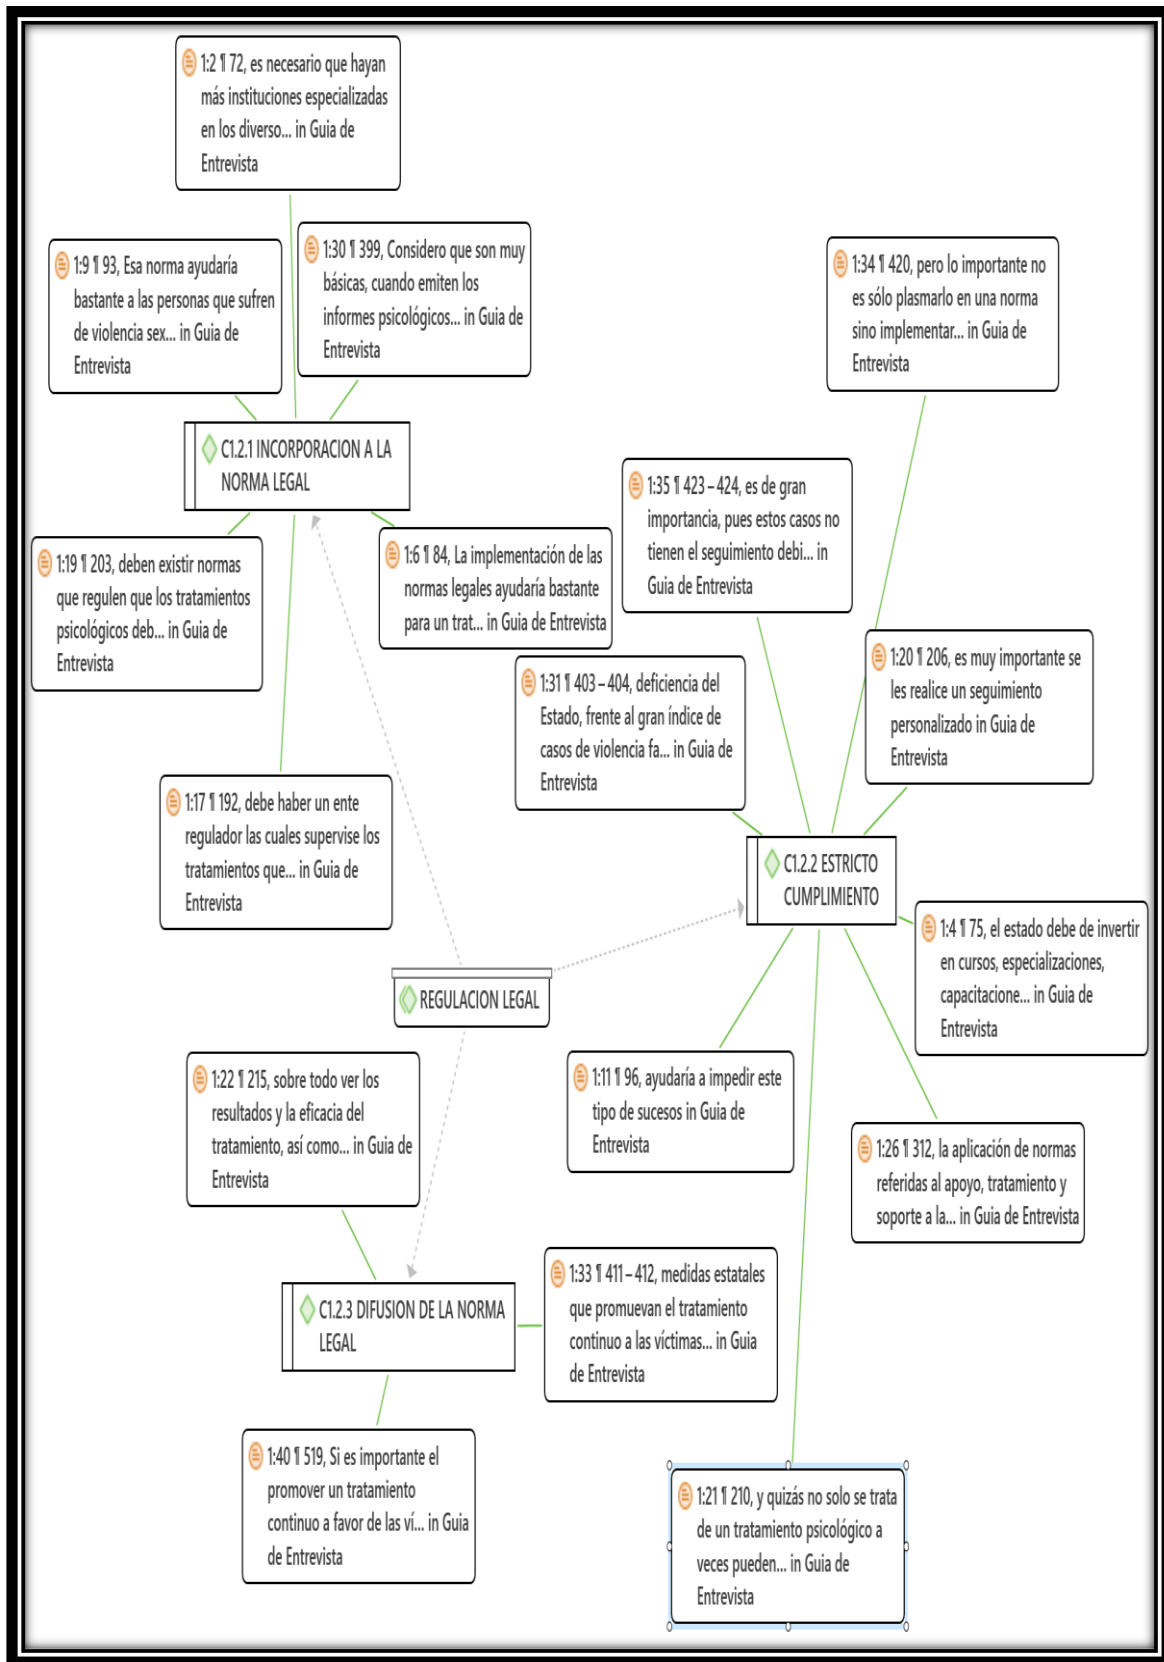 1:2 ¶ 72, es necesario que hayan
más instituciones especializadas
en los diverso... in Guia de
Entrevista
1:9 ¶ 93, Esa norma ayudaría
bastante a las personas que sufren
de violencia sex... in Guia de
Entrevista
1:30 ¶ 399, Considero que son muy
básicas, cuando emiten los
informes psicológicos... in Guia de
Entrevista
1:34 ¶ 420, pero lo importante no
es sólo plasmarlo en una norma
sino implementar... in Guia de
Entrevista
C1.2.1 INCORPORACION A LA
NORMA LEGAL
1:35 ¶ 423 – 424, es de gran
importancia, pues estos casos no
tienen el seguimiento debi... in
Guia de Entrevista
1:19 ¶ 203, deben existir normas
que regulen que los tratamientos
psicológicos deb... in Guia de
Entrevista
1:6 ¶ 84, La implementación de las
normas legales ayudaría bastante
para un trat... in Guia de Entrevista
1:31 ¶ 403 – 404, deficiencia del
Estado, frente al gran índice de
casos de violencia fa... in Guia de
Entrevista
1:20 ¶ 206, es muy importante se
les realice un seguimiento
personalizado in Guia de
Entrevista
1:17 ¶ 192, debe haber un ente
regulador las cuales supervise los
tratamientos que... in Guia de
Entrevista
C1.2.2 ESTRICTO
CUMPLIMIENTO
1:4 ¶ 75, el estado debe de invertir
en cursos, especializaciones,
capacitacione... in Guia de
Entrevista
REGULACION LEGAL
1:22 ¶ 215, sobre todo ver los
resultados y la eficacia del
tratamiento, así como... in Guia de
Entrevista
1:11 ¶ 96, ayudaría a impedir este
tipo de sucesos in Guia de
Entrevista
1:26 ¶ 312, la aplicación de normas
referidas al apoyo, tratamiento y
soporte a la... in Guia de Entrevista
C1.2.3 DIFUSION DE LA NORMA
LEGAL
1:33 ¶ 411 – 412, medidas estatales
que promuevan el tratamiento
continuo a las víctimas... in Guia
de Entrevista
1:40 ¶ 519, Si es importante el
promover un tratamiento
continuo a favor de las ví... in Guia
de Entrevista
1:21 ¶ 210, y quizás no solo se trata
de un tratamiento psicológico a
veces pueden... in Guia de
Entrevista